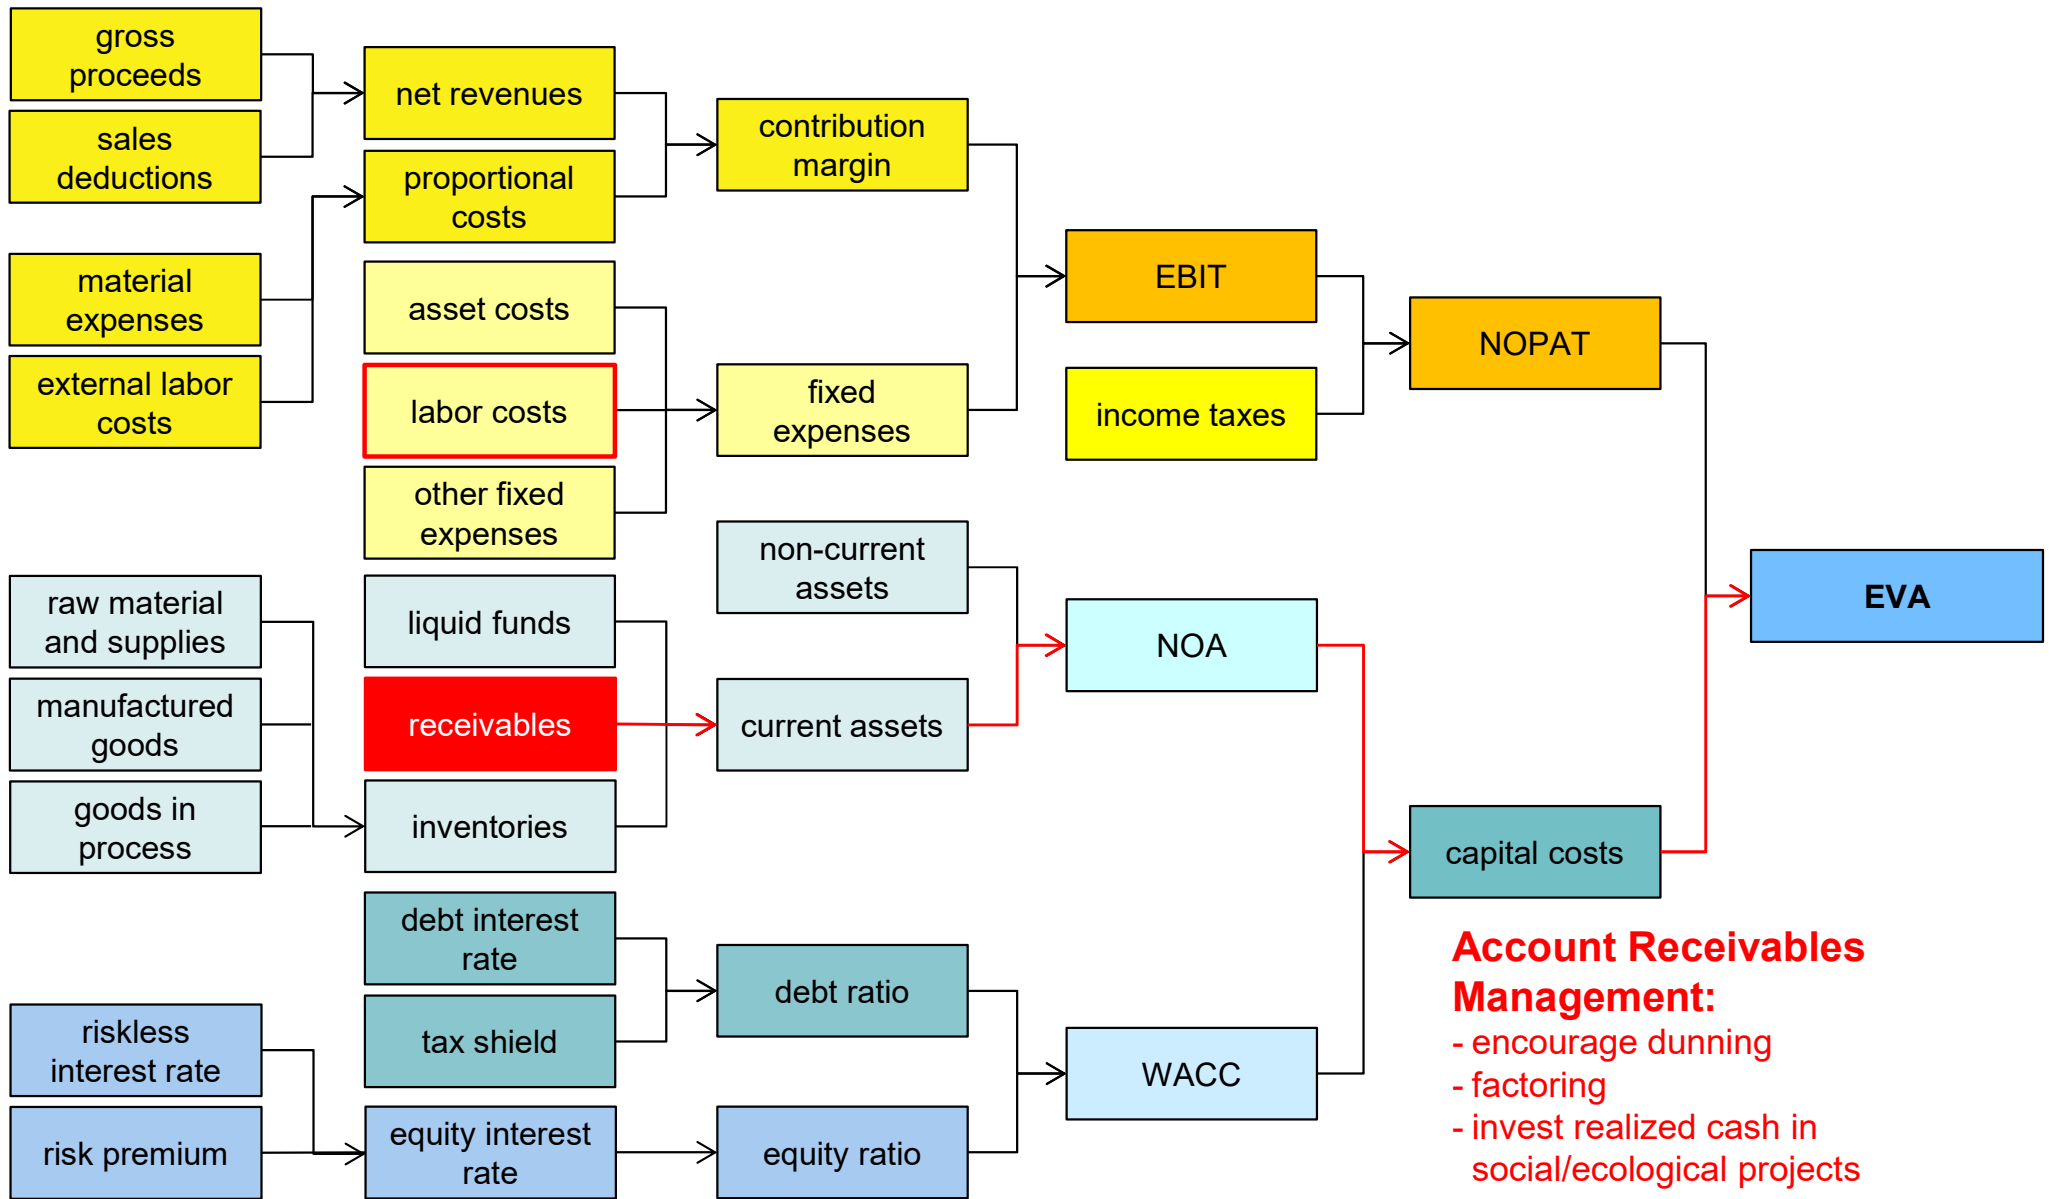 gross
proceeds
sales
deductions
material
expenses
external labor
costs
raw material
and supplies
manufactured
goods
goods in
process
riskless
interest rate
risk premium
net revenues
proportional
costs
asset costs
labor costs
other fixed
expenses
liquid funds
receivables
inventories
debt interest
rate
tax shield
equity interest
rate
contribution
margin
fixed
expenses
non-current
assets
current assets
debt ratio
equity ratio
EBIT
income taxes
NOA
WACC
NOPAT
capital costs
EVA
Account Receivables
Management:
- encourage dunning
- factoring
- invest realized cash in
social/ecological projects